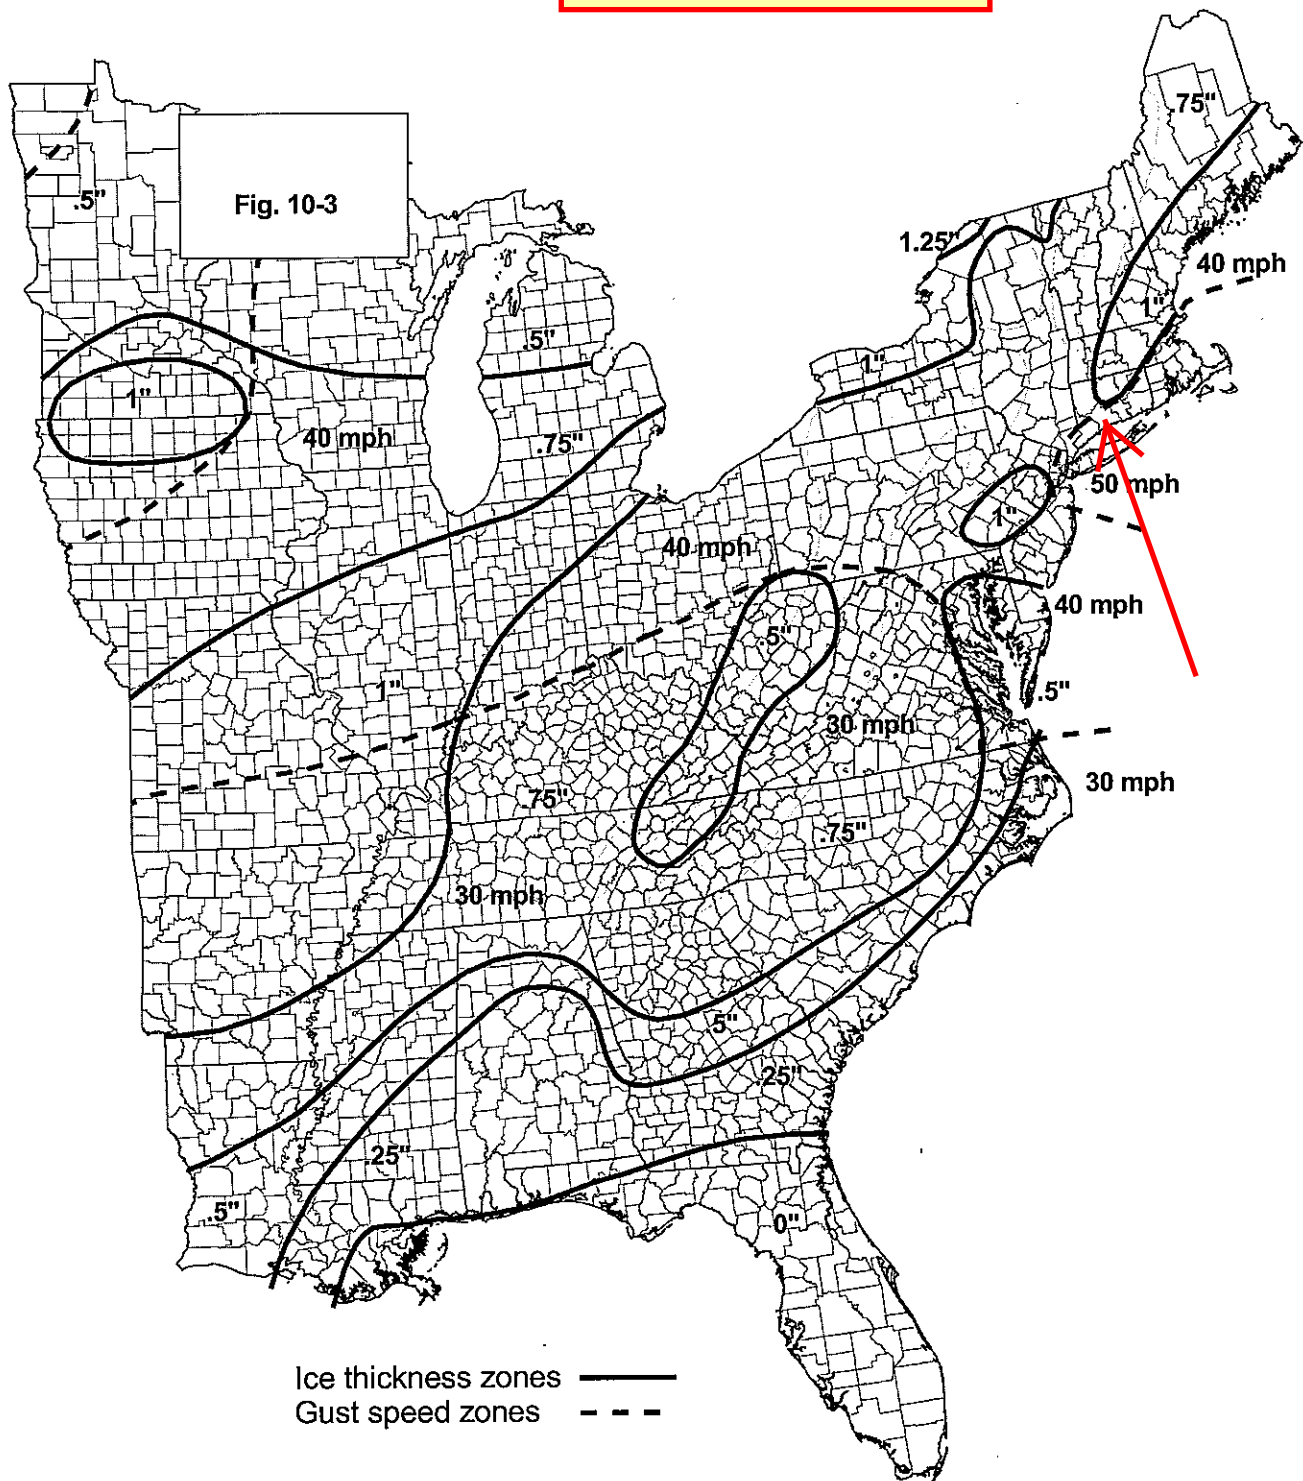 .75"
.5"
Fig. 10-3
1.25"
40 mph
1"
.5"
1"
1"
40 mph
.75"
50 mph
1"
40 mph
40 mph
.5"
1"
.5"
30 mph
30 mph
.75"
.75"
30 mph
.5"
.25"
.25"
.5"
0"
Ice thickness zones
Gust speed zones